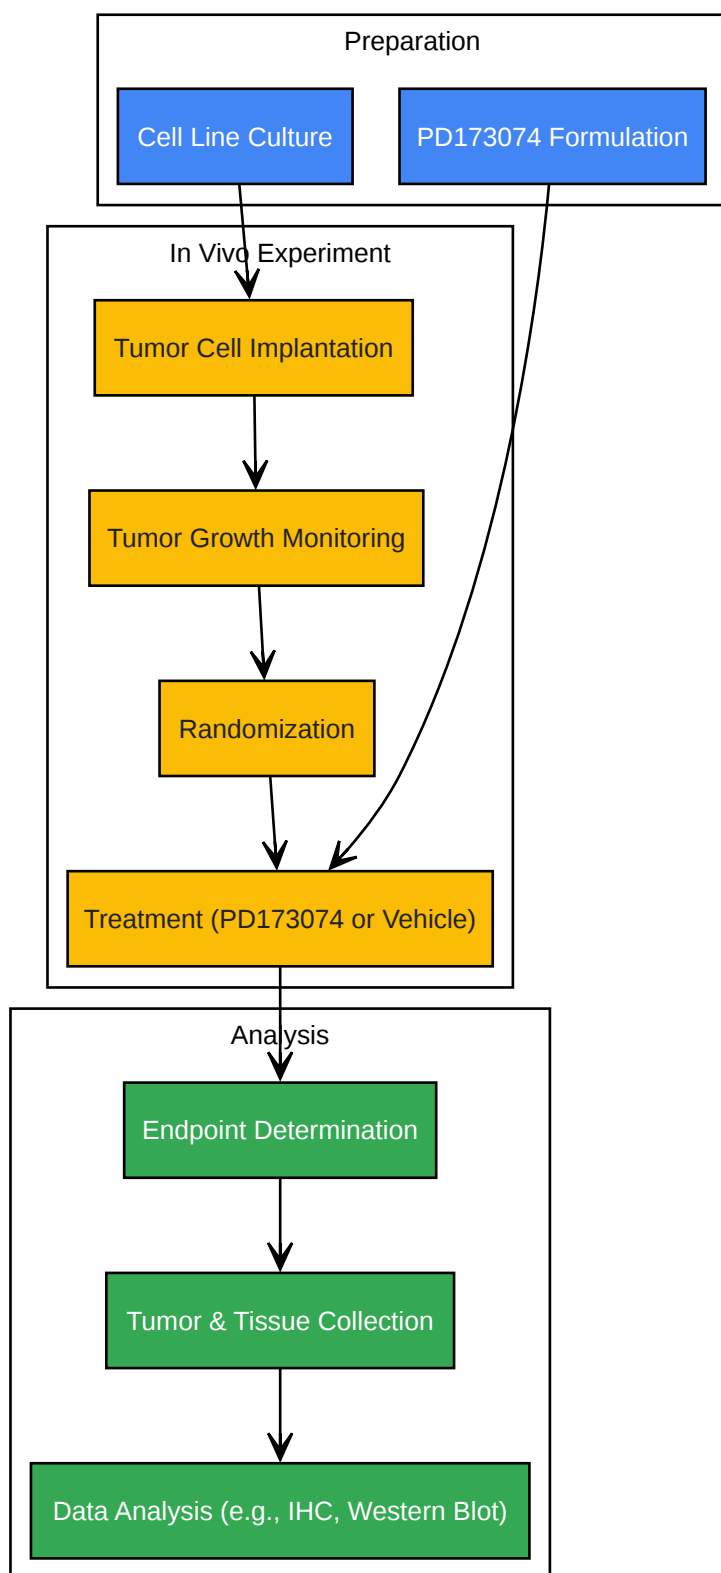 Preparation
Cell Line Culture
PD173074 Formulation
In Vivo Experiment
Tumor Cell Implantation
Tumor Growth Monitoring
Randomization
Treatment (PD173074 or Vehicle)
Analysis
Endpoint Determination
Tumor & Tissue Collection
Data Analysis (e.g., IHC, Western Blot)